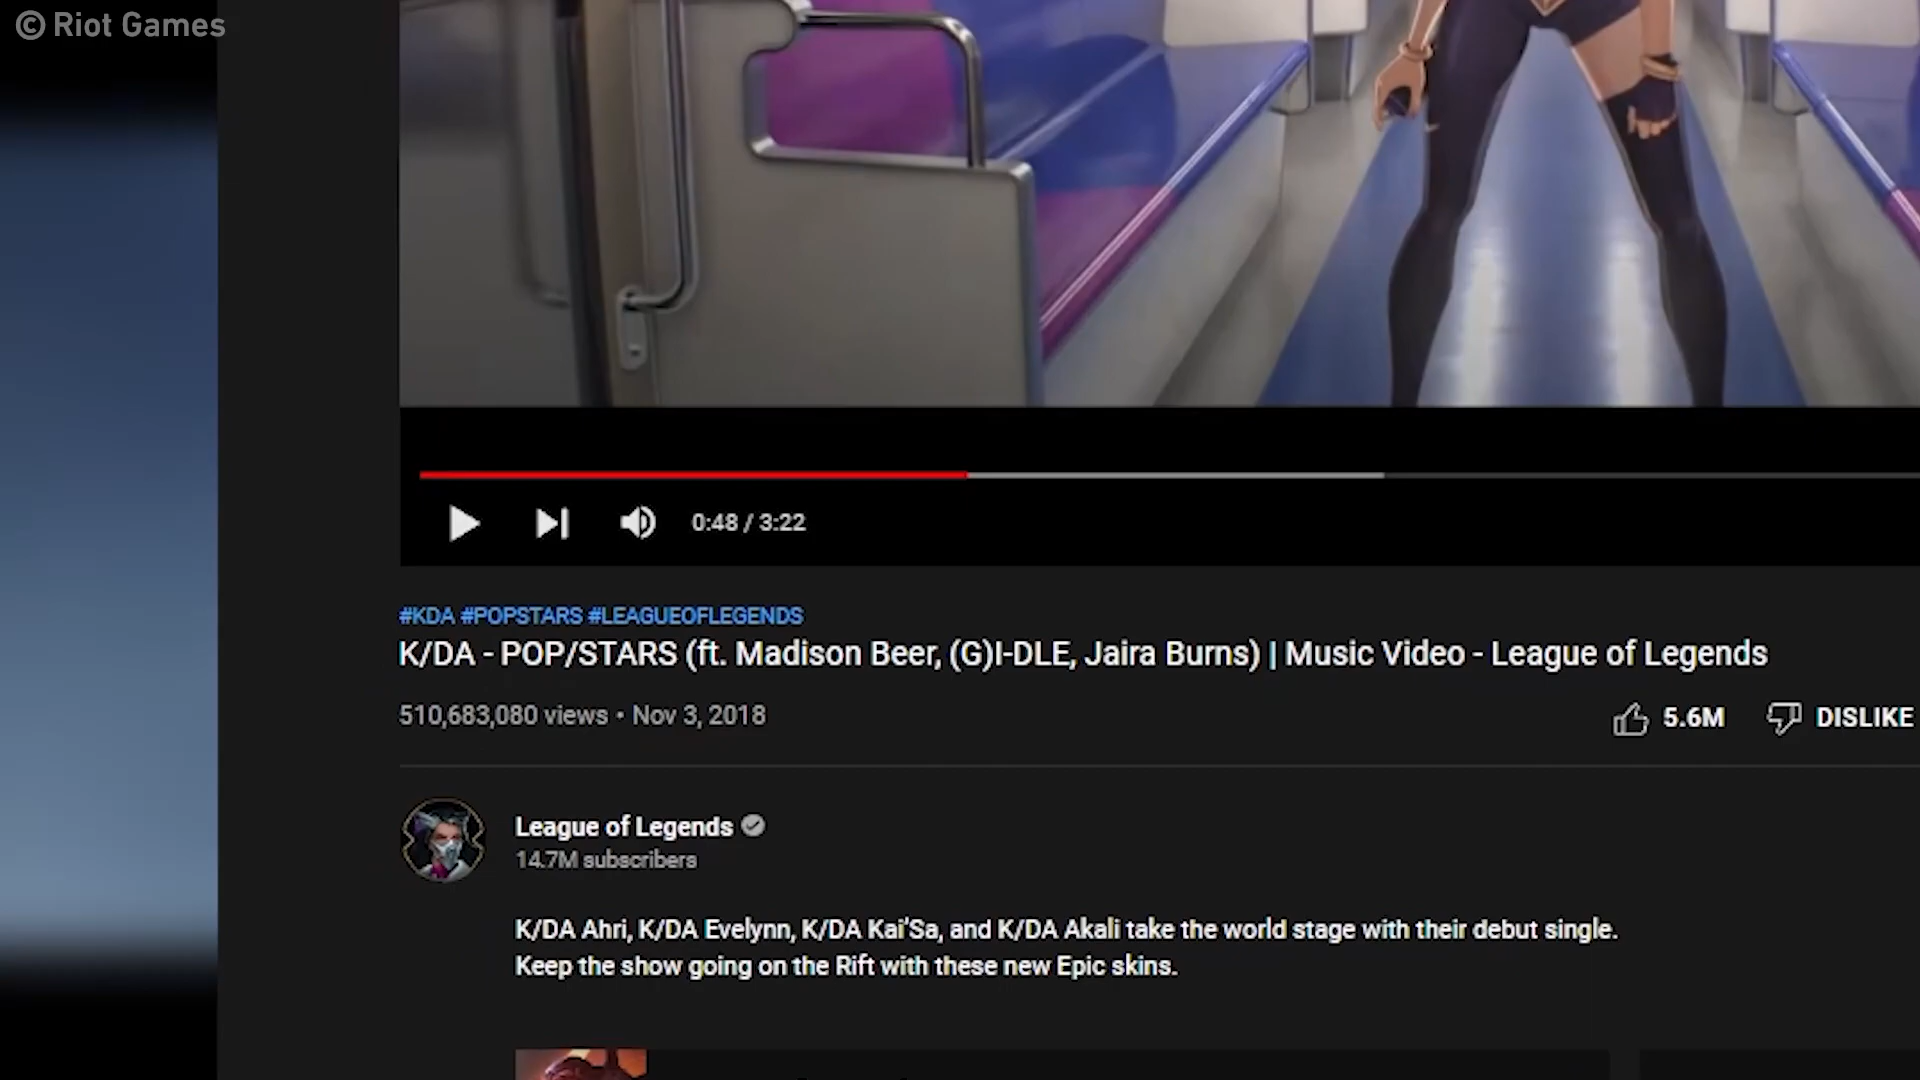 © Riot Games
0:48 / 3:22
#KDA #POPSTARS #LEAGUEOFLEGENDS
K/DA - POP/STARS (ft. Madison Beer, (G)I-DLE, Jaira Burns) | Music Video - League of Legends
510,683,080 views • Nov 3, 2018
5.6M DISLIKE
League of Legends
14.7M subscribers
K/DA Ahri, K/DA Evelynn, K/DA Kai'Sa, and K/DA Akali take the world stage with their debut single.
Keep the show going on the Rift with these new Epic skins.